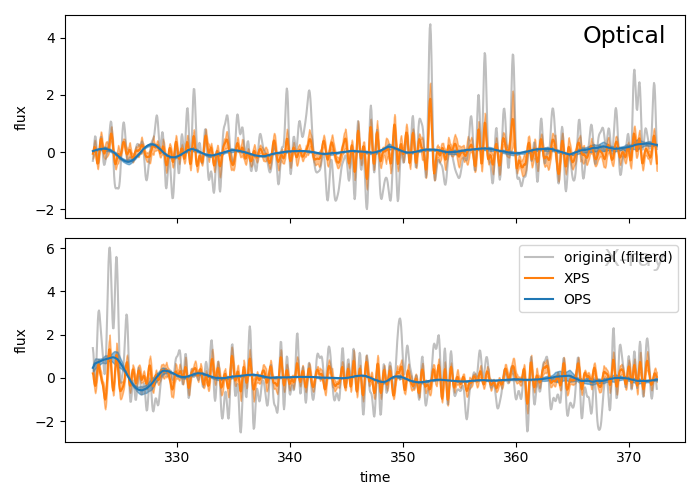 Optical
flux
4
2
0
−2
X-ray
original (filterd)
XPS
OPS
flux
6
4
2
0
−2
330
340
350
360
370
time